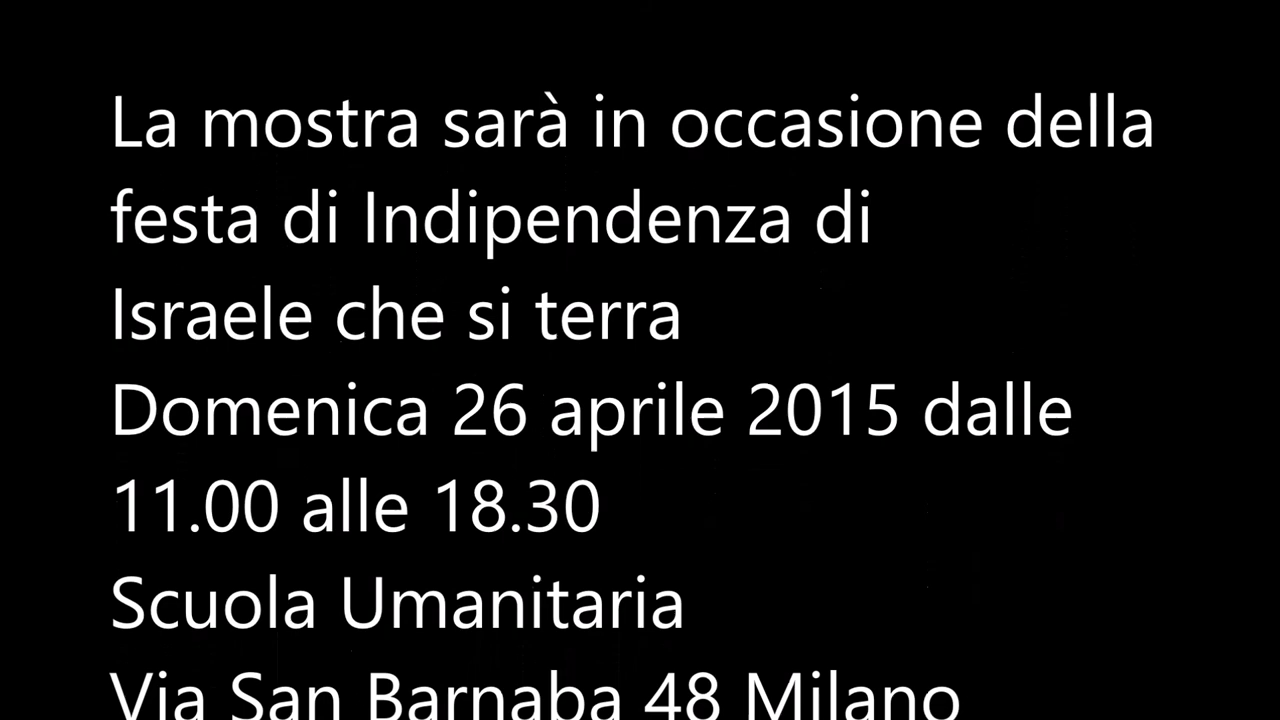 La mostra sarà in occasione della
festa di Indipendenza di
Israele che si terra
Domenica 26 aprile 2015 dalle
11.00 alle 18.30
Scuola Umanitaria
Via San Barnaba 48 Milano